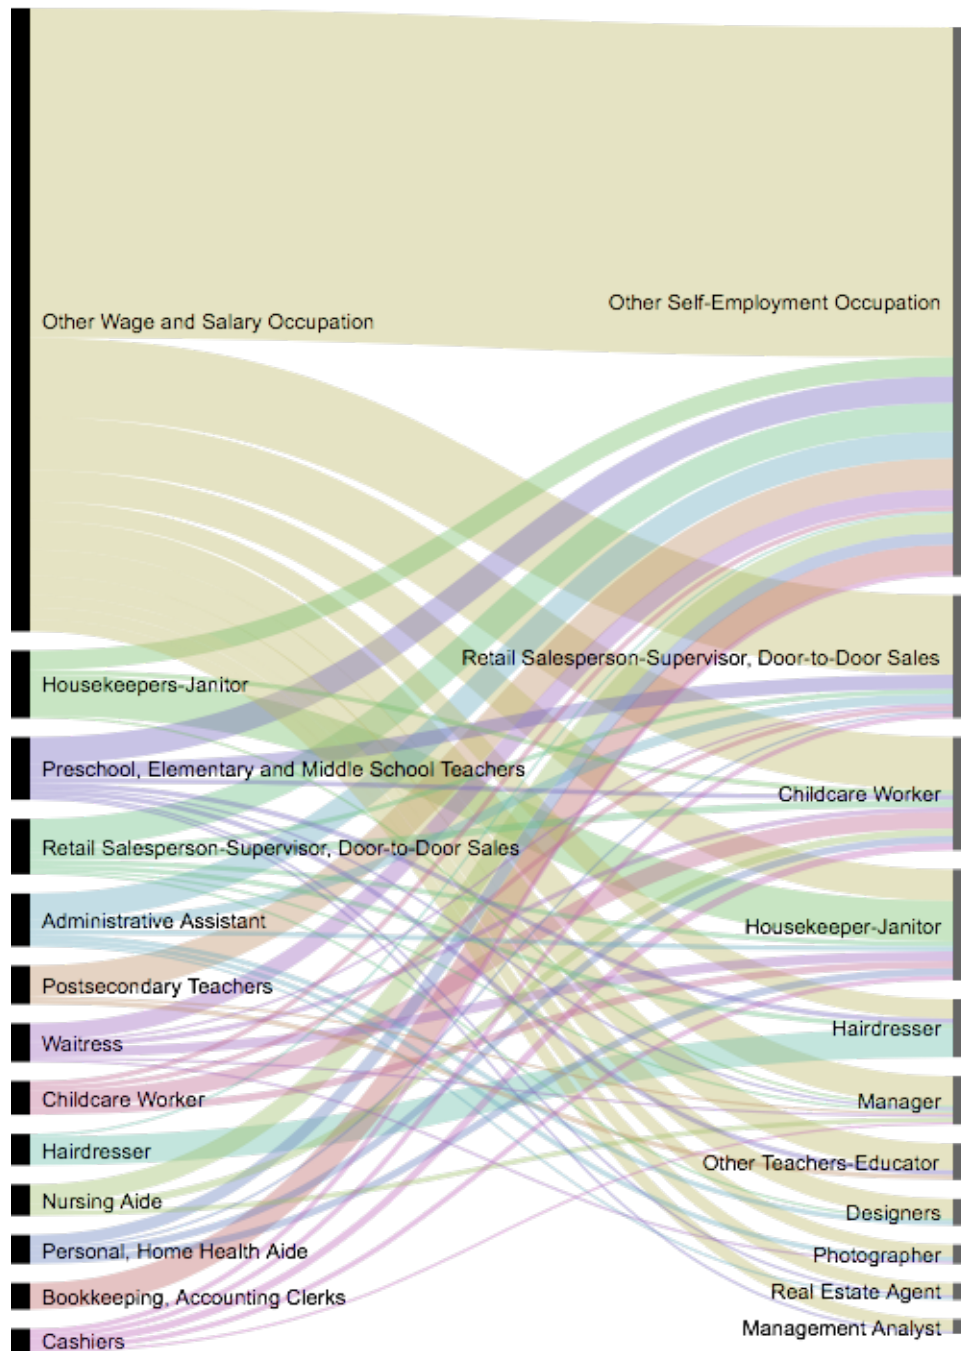 Other Self-Employment Occupation
Other Wage and Salary Occupation
Retail Salesperson-Supervisor, Door-to-Door Sales
Housekeepers-Janitor
Preschool, Elementary and Middle School Teachers
Childcare Worker
Retail Salesperson-Supervisor, Door-to-Door Sales
Administrative Assistant
Housekeeper-Janitor
Postsecondary Teachers
Hairdresser
Waitress
Childcare Worker
Manager
Hairdresser
Other Teachers-Educator
Nursing Aide
Designers
Personal, Home Health Aide
Photographer
Real Estate Agent
Bookkeeping, Accounting Clerks
Management Analyst
Cashiers